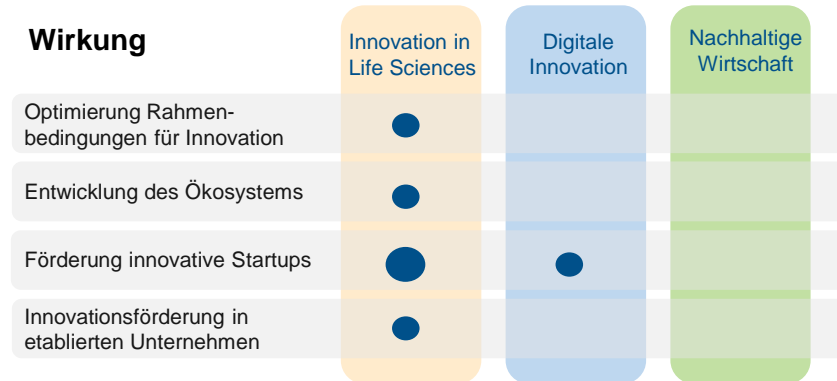 Wirkung
Innovation in
Life Sciences
Digitale
Innovation
Nachhaltige
Wirtschaft
Optimierung Rahmen-
bedingungen für Innovation
Entwicklung des Ökosystems
Förderung innovative Startups
Innovationsförderung in
etablierten Unternehmen